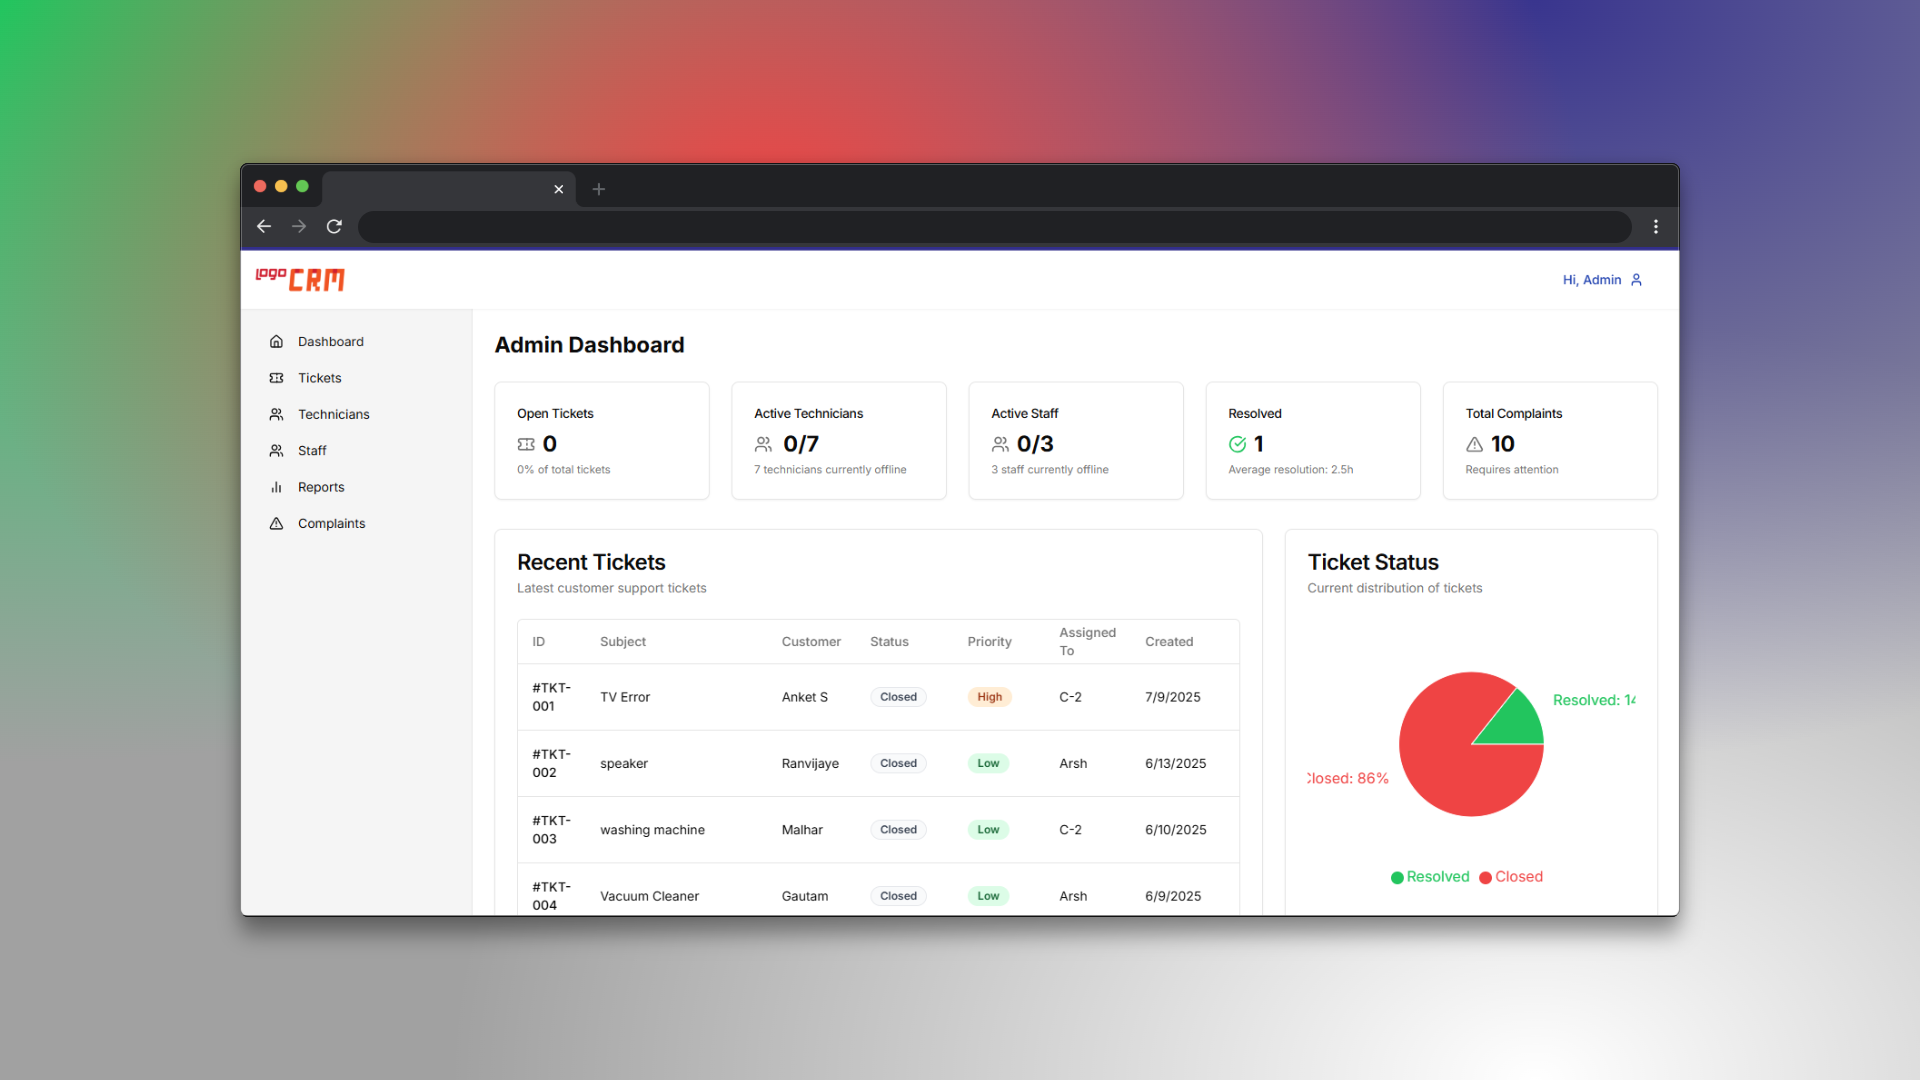 logo CRM
Hi, Admin
Dashboard
Tickets
Technicians
Staff
Reports
Complaints
Admin Dashboard
Open Tickets
0
0% of total tickets
Active Technicians
0/7
7 technicians currently offline
Active Staff
0/3
3 staff currently offline
Resolved
1
Average resolution: 2.5h
Total Complaints
10
Requires attention
Recent Tickets
Latest customer support tickets
ID Subject Customer Status Priority Assigned To Created
#TKT-001 TV Error Anket S Closed High C-2 7/9/2025
#TKT-002 speaker Ranvijaye Closed Low Arsh 6/13/2025
#TKT-003 washing machine Malhar Closed Low C-2 6/10/2025
#TKT-004 Vacuum Cleaner Gautam Closed Low Arsh 6/9/2025
Ticket Status
Current distribution of tickets
Resolved:
Closed: 86%
Resolved Closed